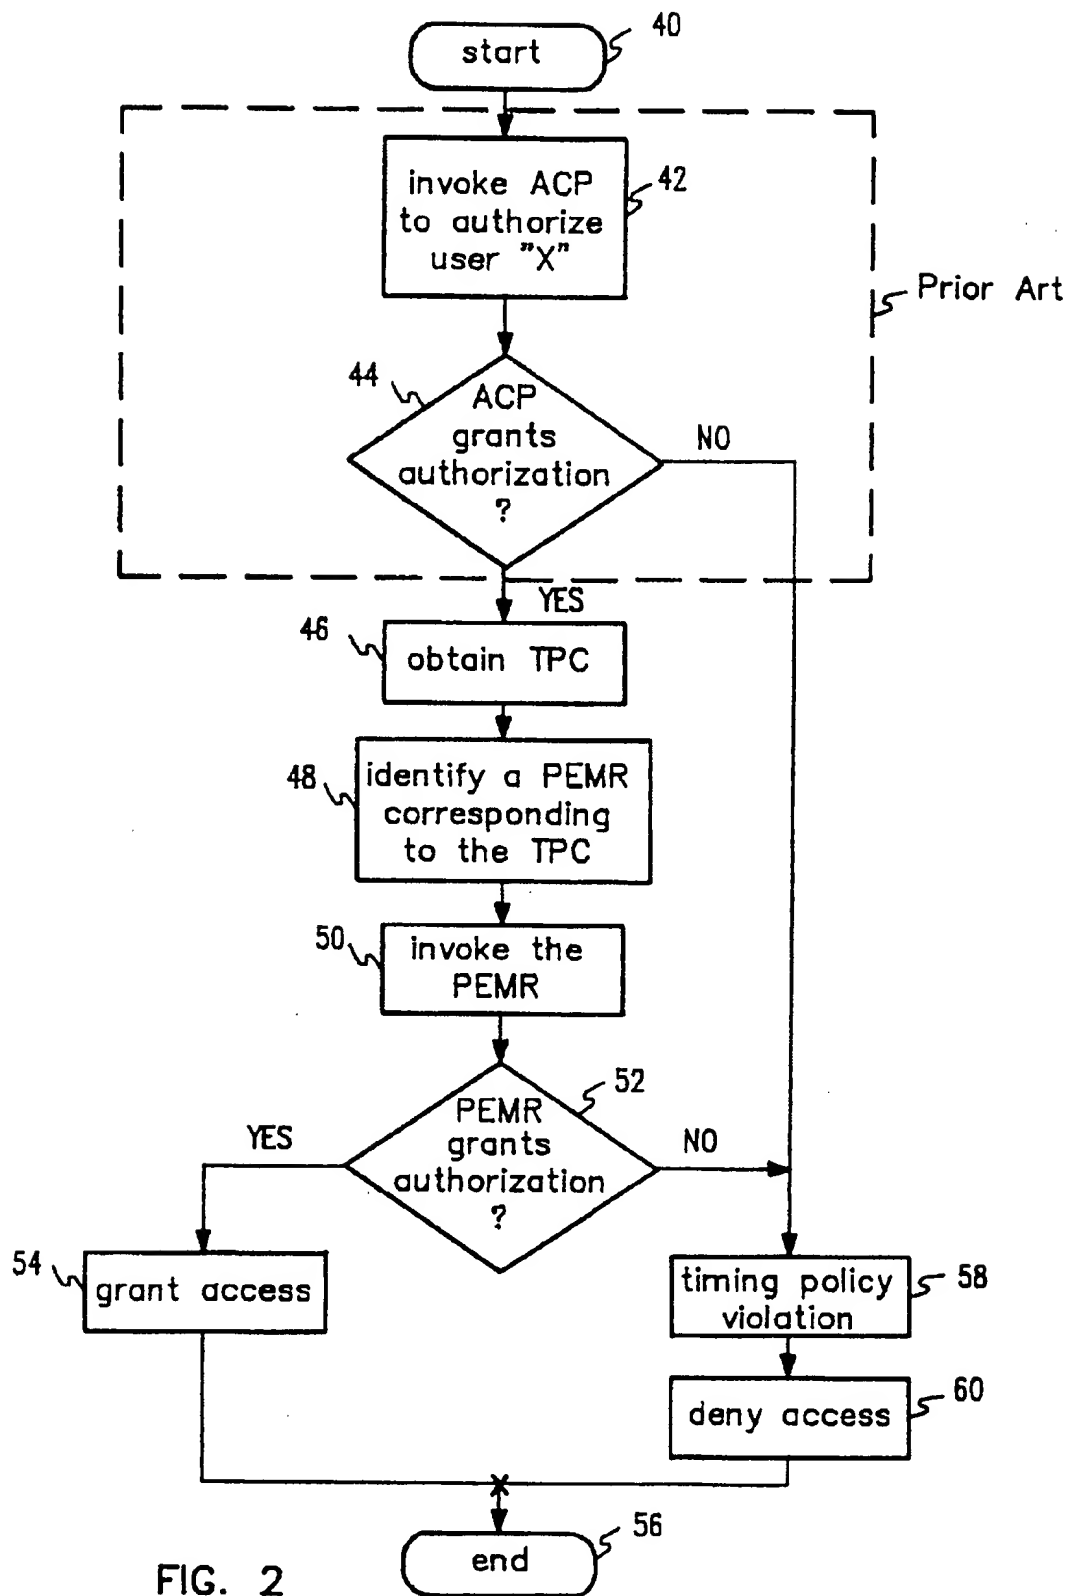 40
start
invoke ACP
to authorize
user "X"
42
Prior Art
44
ACP
grants
authorization
?
NO
YES
46
obtain TPC
48
identify a PEMR
corresponding
to the TPC
50
invoke the
PEMR
52
PEMR
grants
authorization
?
YES
NO
54
grant access
timing policy
violation
58
deny access
60
56
end
FIG. 2